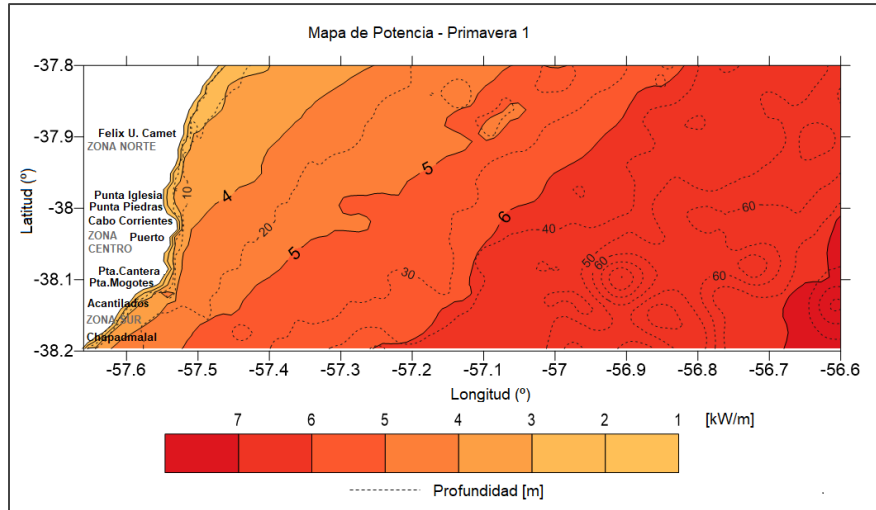 Mapa de Potencia - Primavera 1
-37.8
-37.9
-38
-38.1
-38.2
Latitud (º)
Felix U. Camet
ZONA NORTE
Punta Iglesia
Punta Piedras
Cabo Corrientes
ZONA
CENTRO
Puerto
Pta.Cantera
Pta.Mogotes
Acantilados
ZONA SUR
Chapadmalal
10
4
20
5
5
30
6
40
50
60
60
60
-57.6
-57.5
-57.4
-57.3
-57.2
-57.1
-57
-56.9
-56.8
-56.7
-56.6
Longitud (º)
7
6
5
4
3
2
1
[kW/m]
Profundidad [m]